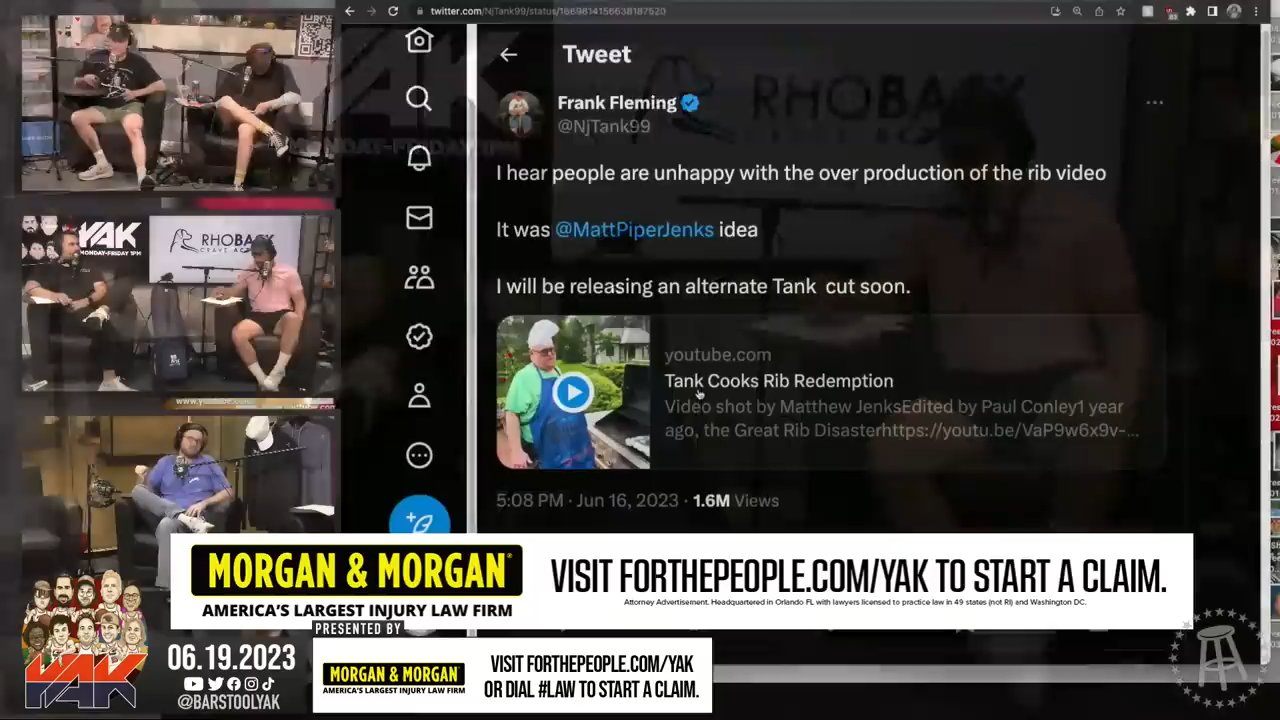 twitter.com/NjTank99/status/1669814156638187520
Tweet
Frank Fleming
@NjTank99
I hear people are unhappy with the over production of the rib video
It was @MattPiperJenks idea
I will be releasing an alternate Tank cut soon.
youtube.com
Tank Cooks Rib Redemption
Video shot by Matthew JenksEdited by Paul Conley1 year
ago, the Great Rib Disasterhttps://youtu.be/VaP9w6x9v-...
5:08 PM · Jun 16, 2023 · 1.6M Views
RHOBACK
YAK
MONDAY-FRIDAY 1PM
RHOBACK
MORGAN & MORGAN
AMERICA'S LARGEST INJURY LAW FIRM
VISIT FORTHEPEOPLE.COM/YAK TO START A CLAIM.
Attorney Advertisement. Headquartered in Orlando FL with lawyers licensed to practice law in 49 states (not RI) and Washington DC.
PRESENTED BY
YAK
06.19.2023
@BARSTOOLYAK
MORGAN & MORGAN
AMERICA'S LARGEST INJURY LAW FIRM
VISIT FORTHEPEOPLE.COM/YAK
OR DIAL #LAW TO START A CLAIM.